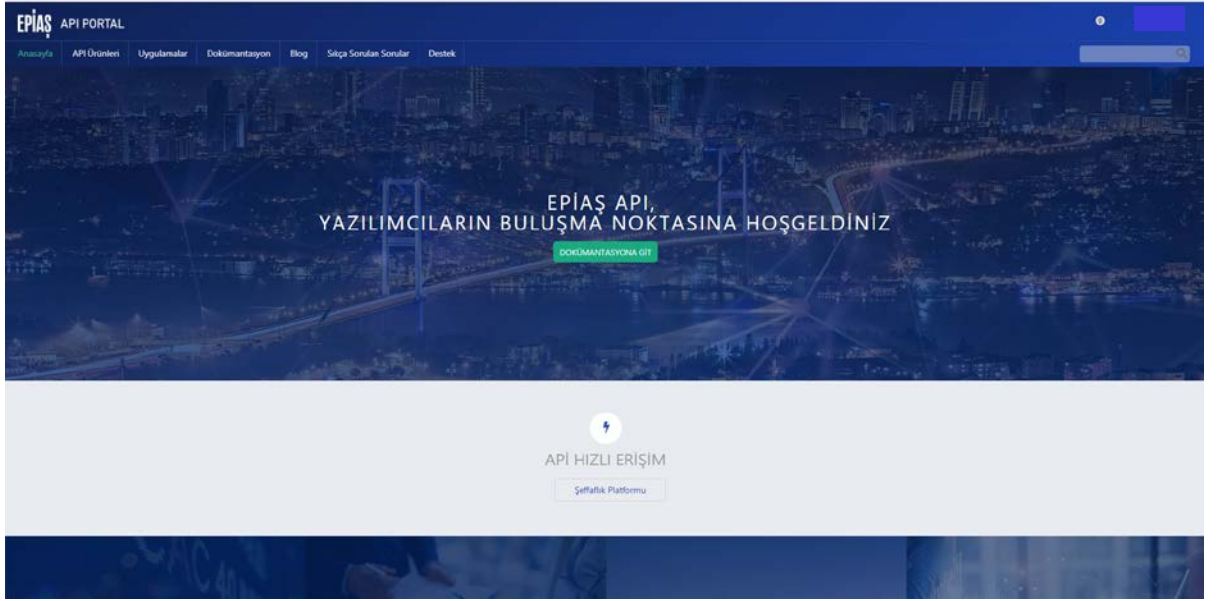 EPİAŞ API PORTAL
0
Anasayfa API Ürünleri Uygulamalar Dokümantasyon Blog Sıkça Sorulan Sorular Destek
EPİAŞ API,
YAZILIMCILARIN BULUŞMA NOKTASINA HOŞGELDİNİZ
DOKÜMANTASYONA GİT
APİ HIZLI ERİŞİM
Şeffaflık Platformu